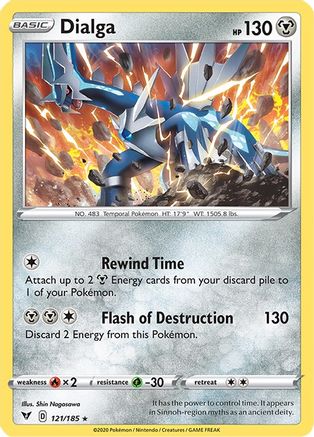 BASIC Dialga HP 130
NO. 483 Temporal Pokémon HT: 17'9" WT: 1505.8 lbs.
Rewind Time
Attach up to 2 Energy cards from your discard pile to
1 of your Pokémon.
Flash of Destruction 130
Discard 2 Energy from this Pokémon.
weakness ×2 resistance -30 retreat
Illus. Shin Nagasawa
D 121/185 ★
It has the power to control time. It appears
in Sinnoh-region myths as an ancient deity.
©2020 Pokémon / Nintendo / Creatures / GAME FREAK